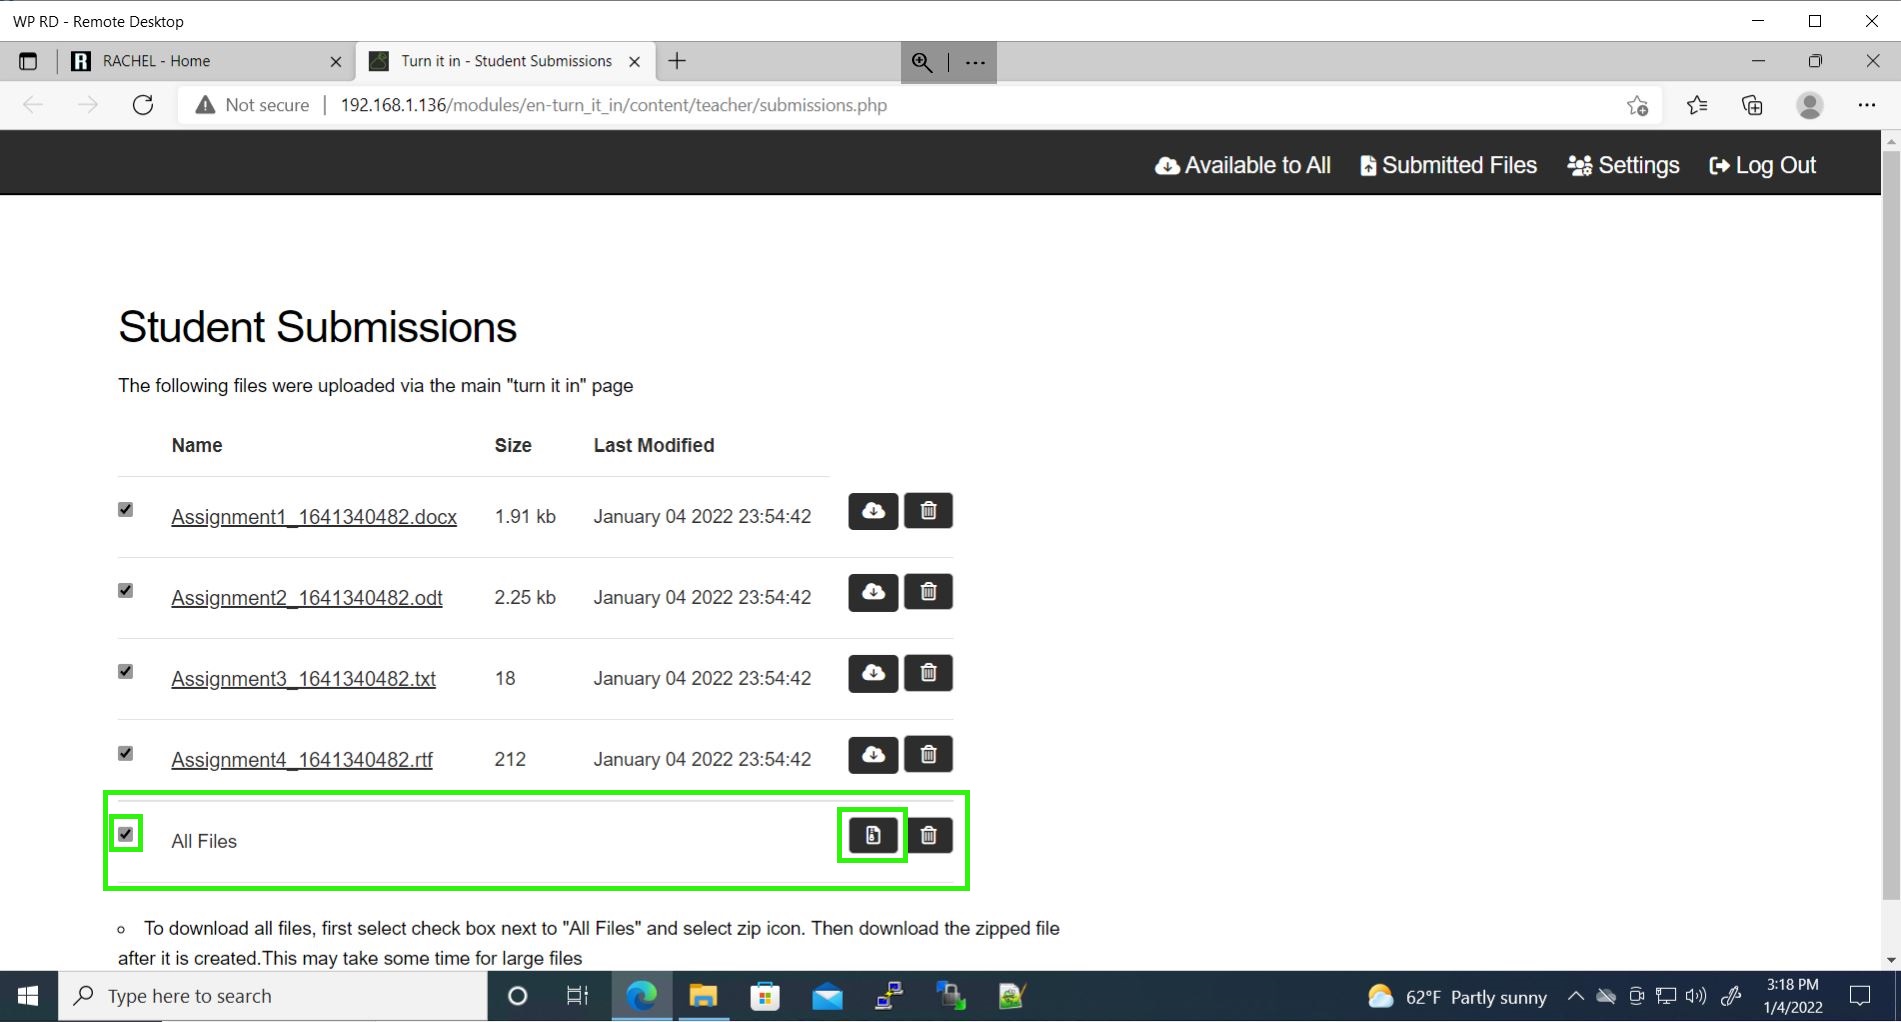 WP RD - Remote Desktop
RACHEL - Home
Turn it in - Student Submissions
Not secure | 192.168.1.136/modules/en-turn_it_in/content/teacher/submissions.php
Available to All Submitted Files Settings Log Out
Student Submissions
The following files were uploaded via the main "turn it in" page
Name Size Last Modified
Assignment1_1641340482.docx 1.91 kb January 04 2022 23:54:42
Assignment2_1641340482.odt 2.25 kb January 04 2022 23:54:42
Assignment3_1641340482.txt 18 January 04 2022 23:54:42
Assignment4_1641340482.rtf 212 January 04 2022 23:54:42
All Files
To download all files, first select check box next to "All Files" and select zip icon. Then download the zipped file
after it is created.This may take some time for large files
Type here to search
62°F Partly sunny
3:18 PM
1/4/2022